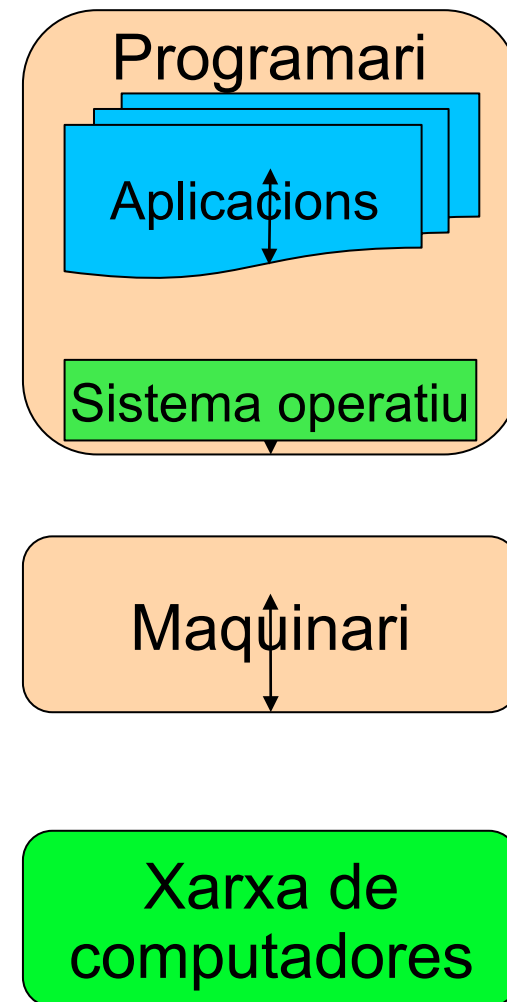 Programari
Aplicacions
Sistema operatiu
Maquinari
Xarxa de
computadores